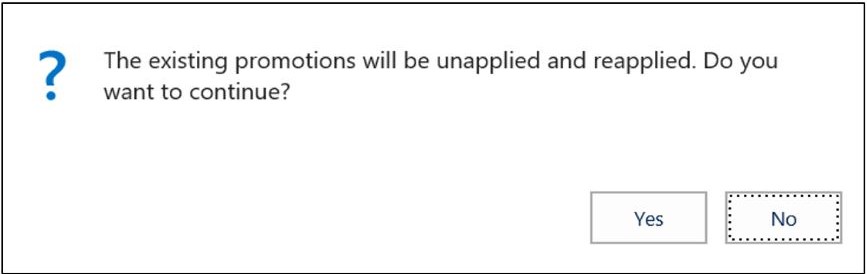 The existing promotions will be unapplied and reapplied. Do you
want to continue?
Yes
No